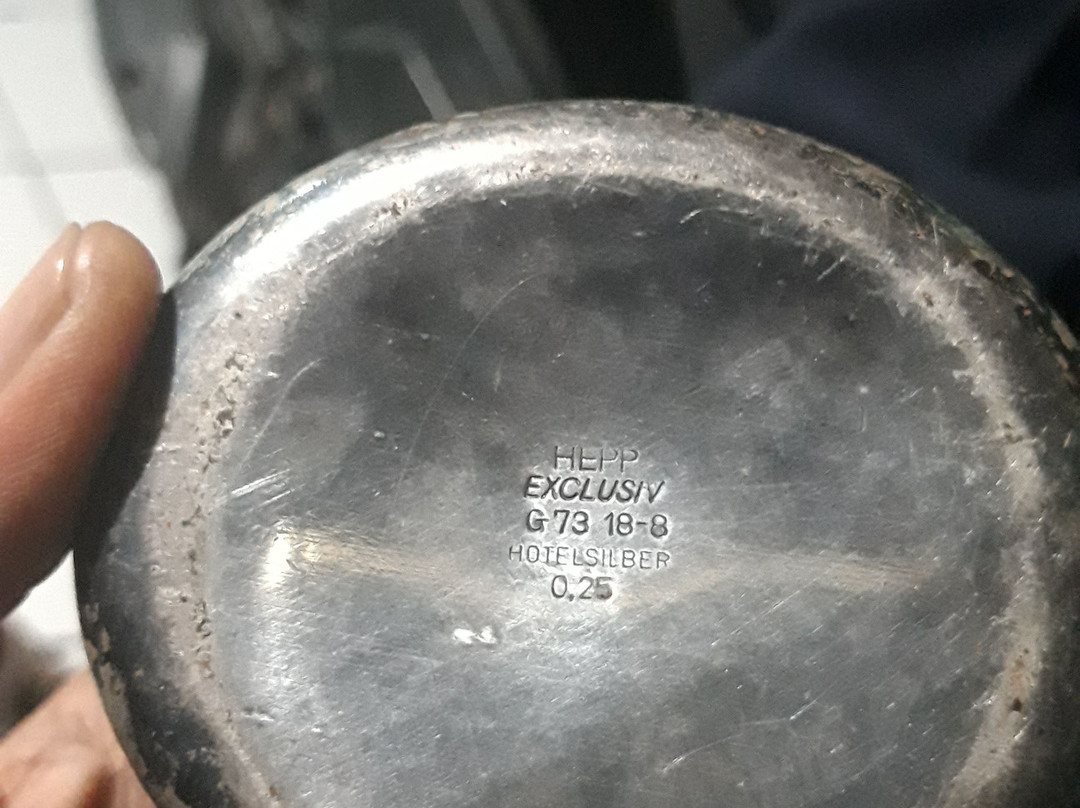 HEPP
EXCLUSIV
G 73 18-8
HOTELSILBER
0,25